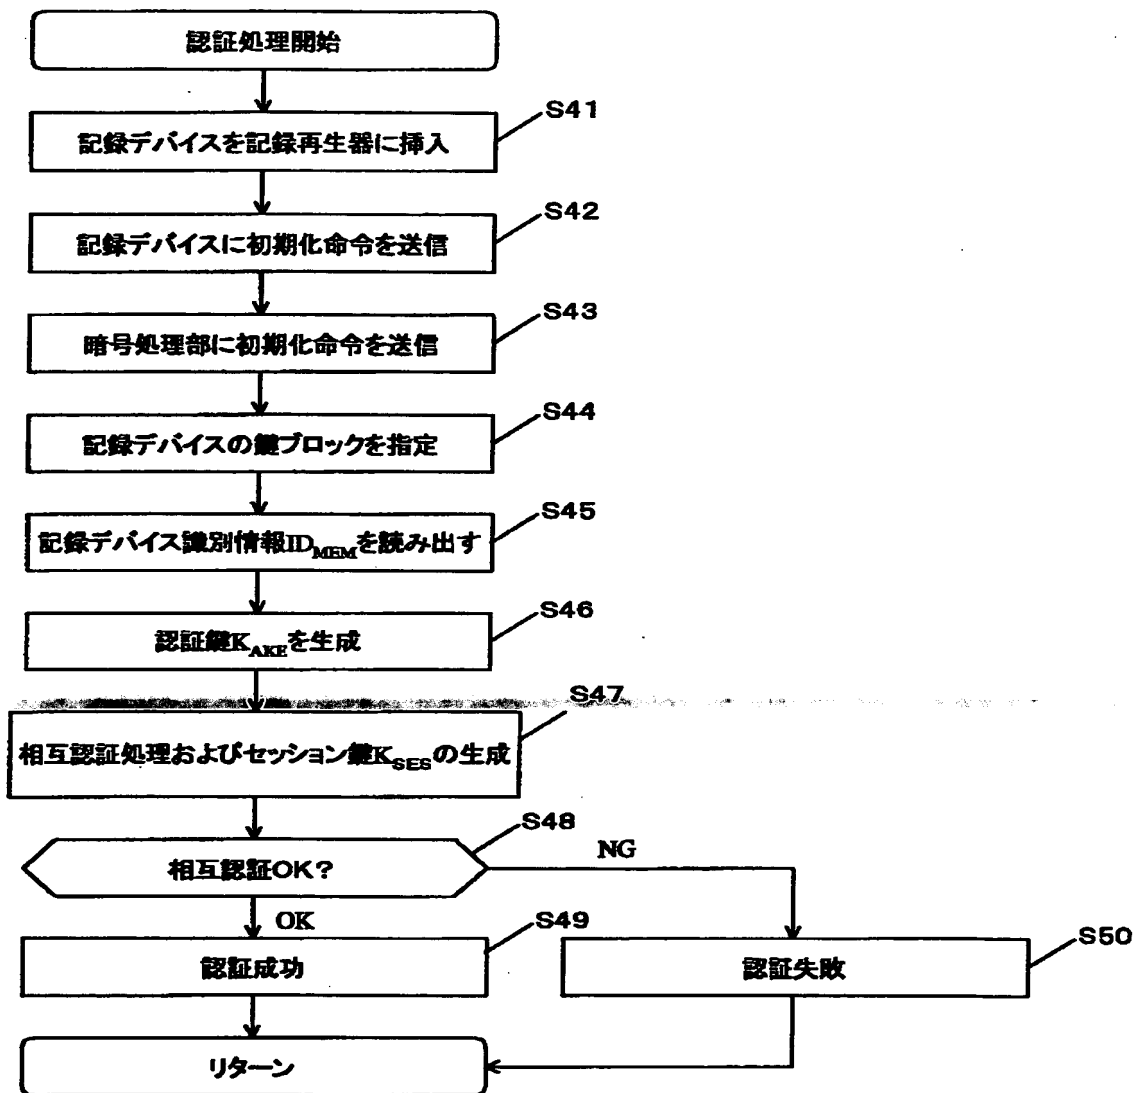 認証処理開始
S41
記録デバイスを記録再生器に挿入
S42
記録デバイスに初期化命令を送信
S43
暗号処理部に初期化命令を送信
S44
記録デバイスの鍵ブロックを指定
S45
記録デバイス識別情報ID_MEMを読み出す
S46
認証鍵K_AKEを生成
S47
相互認証処理およびセッション鍵K_SESの生成
S48
相互認証OK?
NG
OK
S49
認証成功
S50
認証失敗
リターン